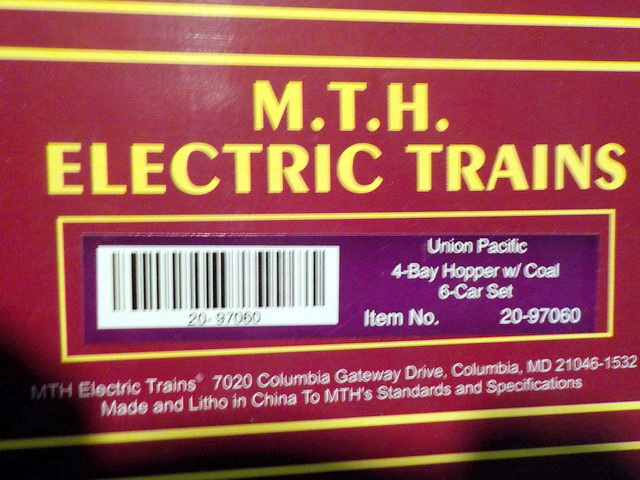 M.T.H.
ELECTRIC TRAINS
Union Pacific
4-Bay Hopper w/ Coal
6-Car Set
20-97060
Item No. 20-97060
MTH Electric Trains® 7020 Columbia Gateway Drive, Columbia, MD 21046-1532
Made and Litho in China To MTH's Standards and Specifications